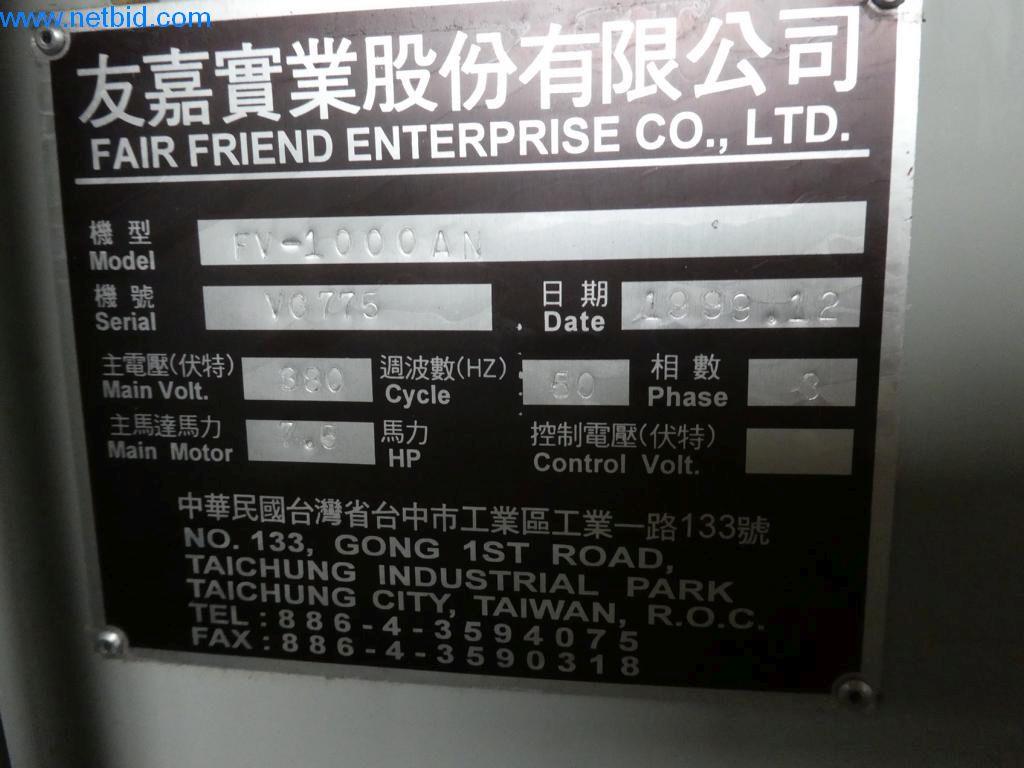 www.netbid.com
友嘉實業股份有限公司
FAIR FRIEND ENTERPRISE CO., LTD.
機型 FV-1000AN
Model
機號 VC775 日期 1999.12
Serial Date
主電壓(伏特) 380 週波數(HZ) 50 相數 3
Main Volt. Cycle Phase
主馬達馬力 馬力 控制電壓(伏特)
Main Motor HP Control Volt.
中華民國台灣省台中市工業區工業一路133號
NO. 133, GONG 1ST ROAD,
TAICHUNG INDUSTRIAL PARK
TAICHUNG CITY, TAIWAN, R.O.C.
TEL:886-4-3594075
FAX:886-4-3590318